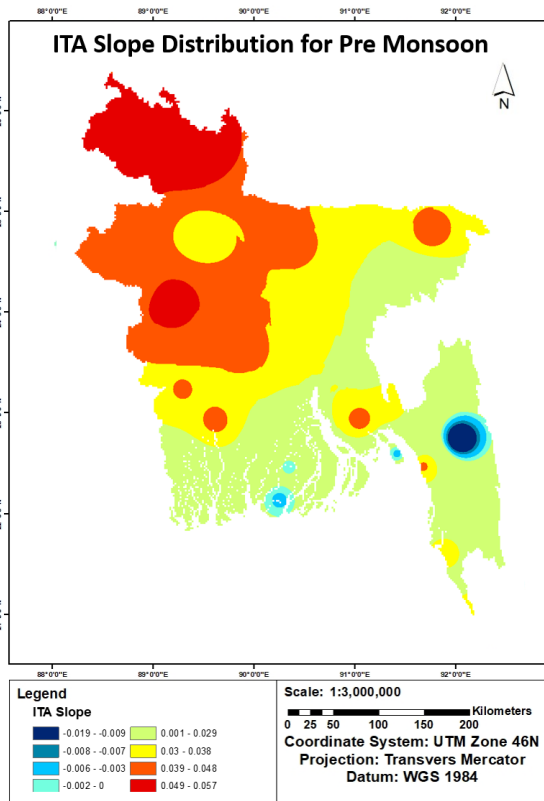 ITA Slope Distribution for Pre Monsoon
88°0'0"E 89°0'0"E 90°0'0"E 91°0'0"E 92°0'0"E
N
88°0'0"E 89°0'0"E 90°0'0"E 91°0'0"E 92°0'0"E
Legend
ITA Slope
-0.019 - -0.009
-0.008 - -0.007
-0.006 - -0.003
-0.002 - 0
0.001 - 0.029
0.03 - 0.038
0.039 - 0.048
0.049 - 0.057
Scale: 1:3,000,000
Kilometers
0 25 50 100 150 200
Coordinate System: UTM Zone 46N
Projection: Transvers Mercator
Datum: WGS 1984